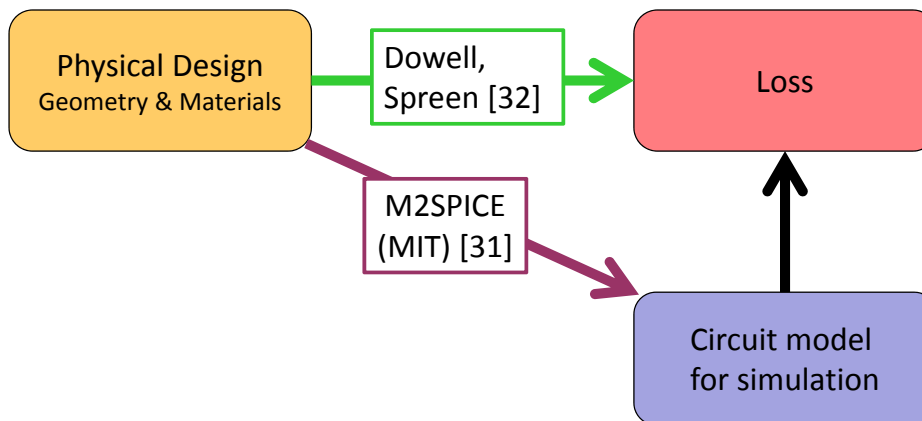 Physical Design
Geometry & Materials
Dowell,
Spreen [32]
Loss
M2SPICE
(MIT) [31]
Circuit model
for simulation